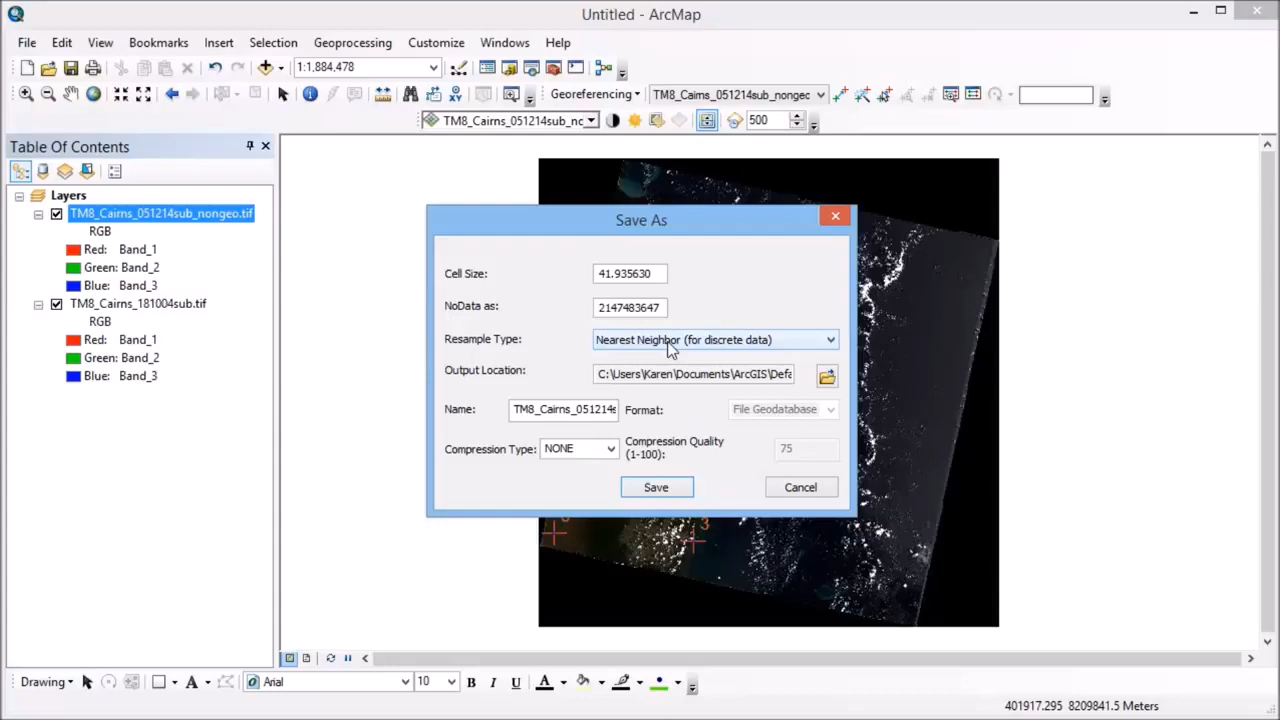 Untitled - ArcMap
File Edit View Bookmarks Insert Selection Geoprocessing Customize Windows Help
1:1,884,478
Georeferencing TM8_Cairns_051214sub_nongec
TM8_Cairns_051214sub_nc 500
Table Of Contents
Layers
TM8_Cairns_051214sub_nongeo.tif
RGB
Red: Band_1
Green: Band_2
Blue: Band_3
TM8_Cairns_181004sub.tif
RGB
Red: Band_1
Green: Band_2
Blue: Band_3
Save As
Cell Size: 41.935630
NoData as: 2147483647
Resample Type: Nearest Neighbor (for discrete data)
Output Location: C:\Users\Karen\Documents\ArcGIS\Defa
Name: TM8_Cairns_051214s Format: File Geodatabase
Compression Type: NONE Compression Quality
(1-100): 75
Save Cancel
3
Drawing A Arial 10 B I U A
401917.295 8209841.5 Meters